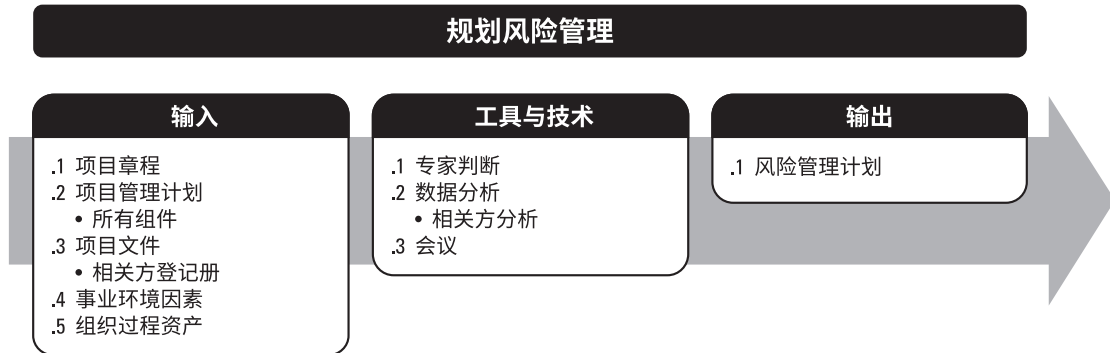 规划风险管理
输入
.1 项目章程
.2 项目管理计划
• 所有组件
.3 项目文件
• 相关方登记册
.4 事业环境因素
.5 组织过程资产
工具与技术
.1 专家判断
.2 数据分析
• 相关方分析
.3 会议
输出
.1 风险管理计划